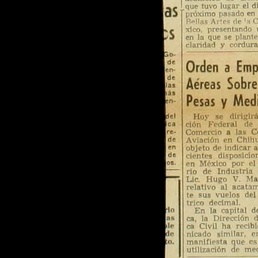 que tuvo lugar el d
próximo pasado en
Bellas Artes de la C
xico, presentando
en la que se plante
claridad y cordura
as
s
Orden a Emp
Aéreas Sobre
Pesas y Medi
Hoy se dirigirá
ción Federal de
Comercio a las C
Aviación en Chih
objeto de indicar a
cientes disposicion
en México por el
rio de Industria
Lic. Hugo V. Ma
relativo al acatam
te sus vuelos del
trico decimal.
En la capital de
ca, la Dirección d
ca Civil ha recibi
nicado similar, en
manifiesta que es
utilización de med